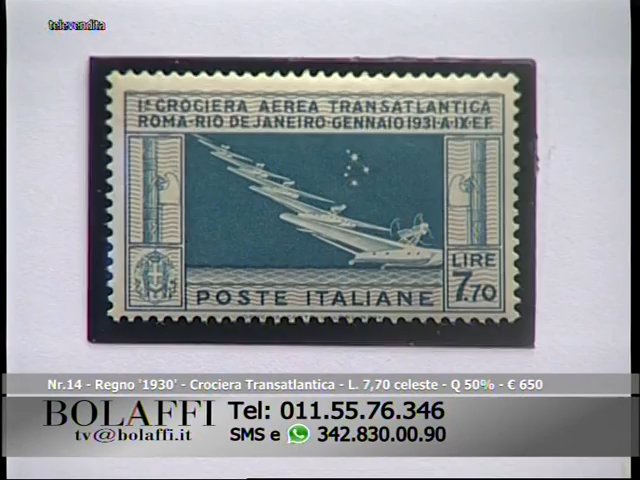 televendita
Iª CROCIERA AEREA TRANSATLANTICA
ROMA-RIO DE JANEIRO-GENNAIO 1931-A·IX·E·F·
LIRE
7.70
POSTE ITALIANE
Nr.14 - Regno '1930' - Crociera Transatlantica - L. 7,70 celeste - Q 50% - € 650
BOLAFFI
tv@bolaffi.it
Tel: 011.55.76.346
SMS e 342.830.00.90